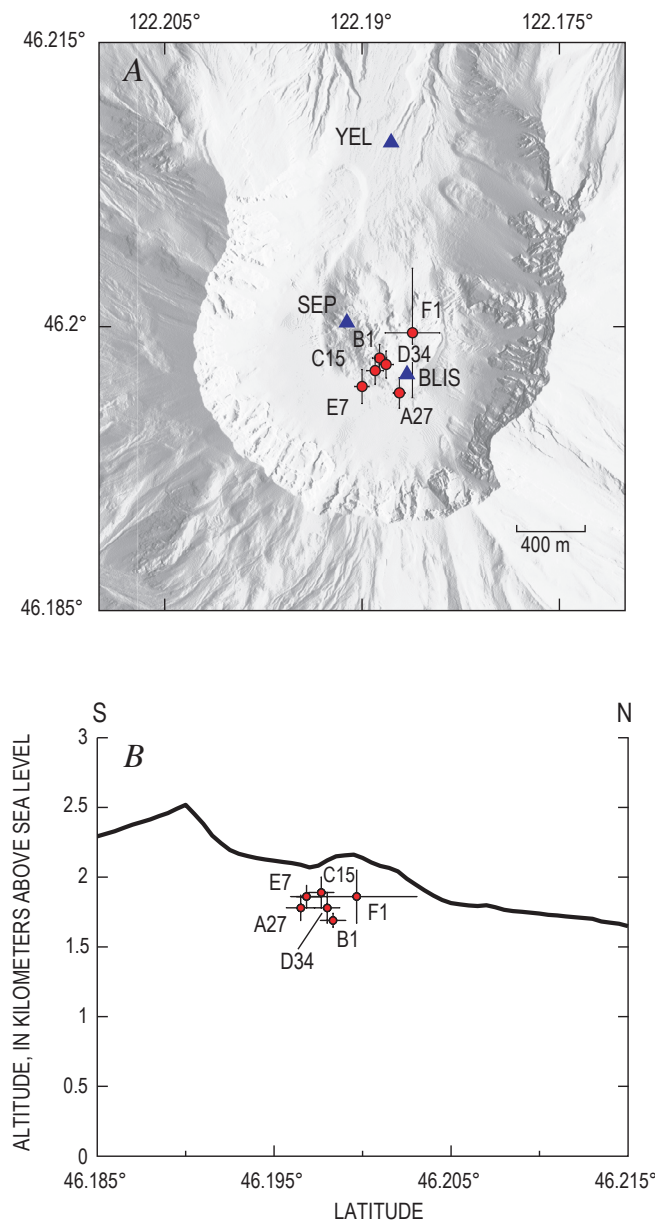 122.205° 122.19° 122.175°
46.215°
A
YEL
SEP
F1
46.2°
B1
C15
D34
BLIS
E7
A27
400 m
46.185°
S N
3
B
2.5
2
C15
E7
A27
F1
1.5
B1
D34
1
0.5
0
ALTITUDE, IN KILOMETERS ABOVE SEA LEVEL
46.185° 46.195° 46.205° 46.215°
LATITUDE